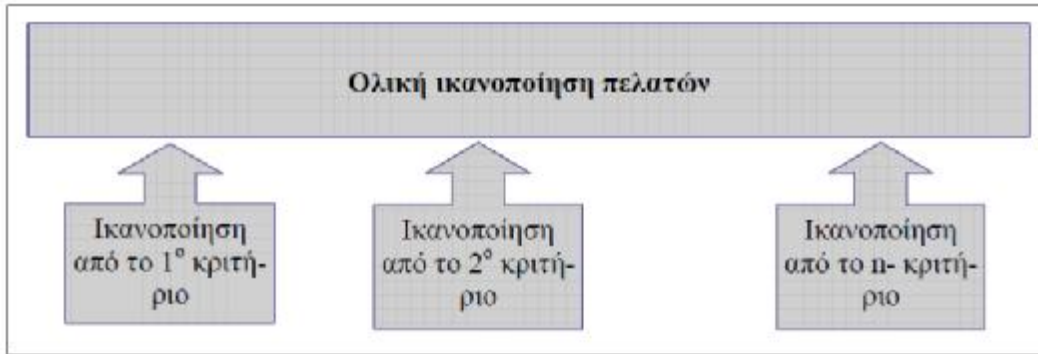 Ολική ικανοποίηση πελατών
Ικανοποίηση
από το 1ο κριτή-
ριο
Ικανοποίηση
από το 2ο κριτή-
ριο
Ικανοποίηση
από το n- κριτή-
ριο